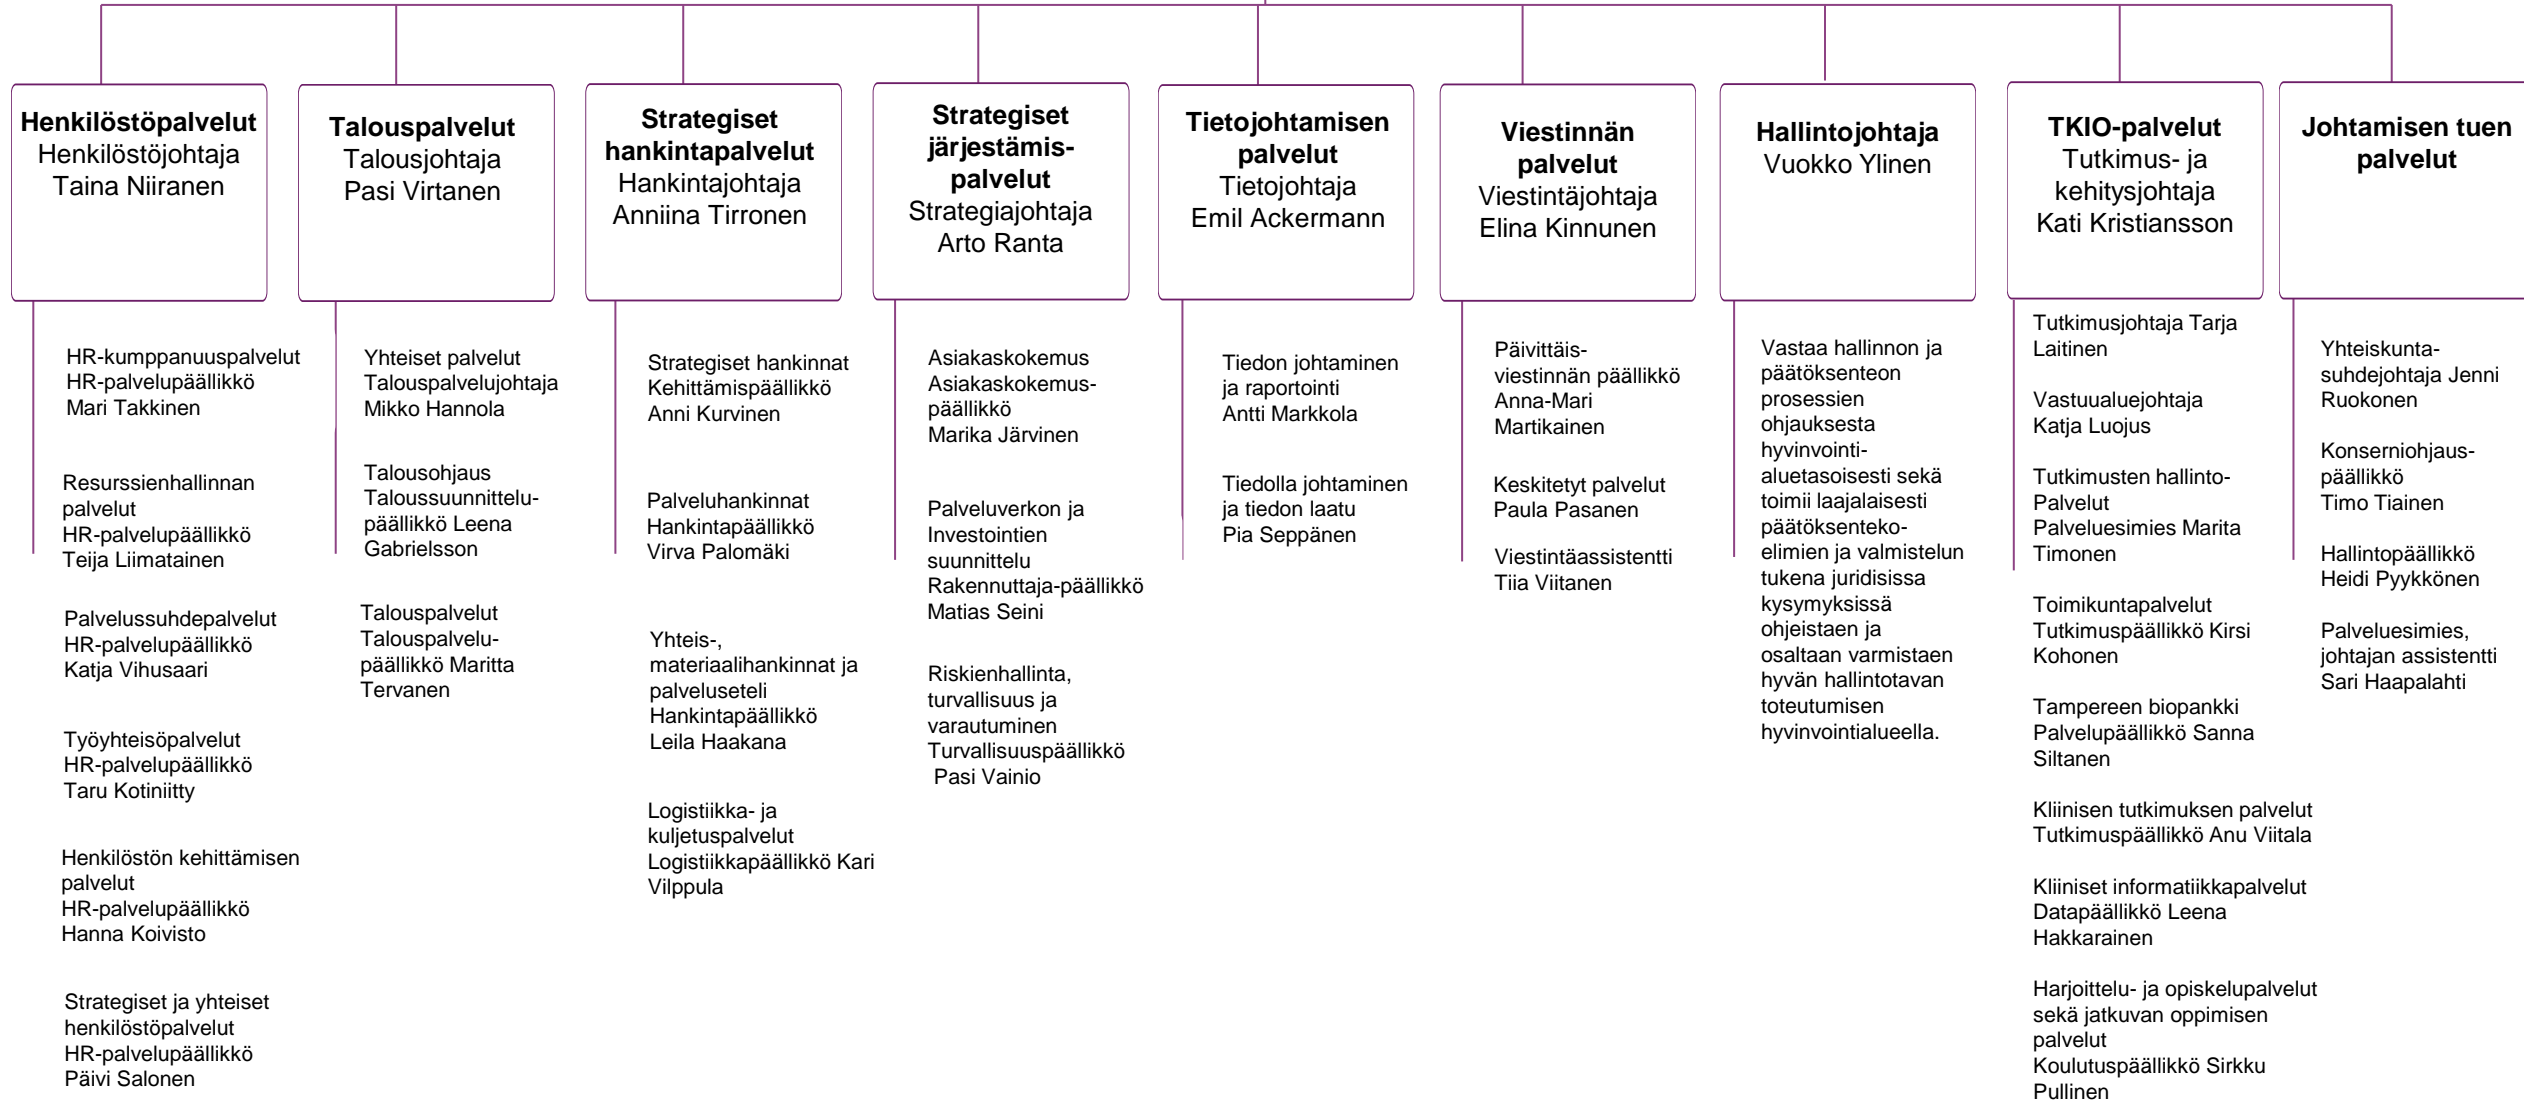 Henkilöstöpalvelut
Henkilöstöjohtaja
Taina Niiranen
HR-kumppanuuspalvelut
HR-palvelupäällikkö
Mari Takkinen
Resurssienhallinnan
palvelut
HR-palvelupäällikkö
Teija Liimatainen
Palvelussuhdepalvelut
HR-palvelupäällikkö
Katja Vihusaari
Työyhteisöpalvelut
HR-palvelupäällikkö
Taru Kotiniitty
Henkilöstön kehittämisen
palvelut
HR-palvelupäällikkö
Hanna Koivisto
Strategiset ja yhteiset
henkilöstöpalvelut
HR-palvelupäällikkö
Päivi Salonen
Talouspalvelut
Talousjohtaja
Pasi Virtanen
Yhteiset palvelut
Talouspalvelujohtaja
Mikko Hannola
Talousohjaus
Taloussuunnittelu-
päällikkö Leena
Gabrielsson
Talouspalvelut
Talouspalvelu-
päällikkö Maritta
Tervanen
Strategiset
hankintapalvelut
Hankintajohtaja
Anniina Tirronen
Strategiset hankinnat
Kehittämispäällikkö
Anni Kurvinen
Palveluhankinnat
Hankintapäällikkö
Virva Palomäki
Yhteis-,
materiaalihankinnat ja
palveluseteli
Hankintapäällikkö
Leila Haakana
Logistiikka- ja
kuljetuspalvelut
Logistiikkapäällikkö Kari
Vilppula
Strategiset
järjestämis-
palvelut
Strategiajohtaja
Arto Ranta
Asiakaskokemus
Asiakaskokemus-
päällikkö
Marika Järvinen
Palveluverkon ja
Investointien
suunnittelu
Rakennuttaja-päällikkö
Matias Seini
Riskienhallinta,
turvallisuus ja
varautuminen
Turvallisuuspäällikkö
Pasi Vainio
Tietojohtamisen
palvelut
Tietojohtaja
Emil Ackermann
Tiedon johtaminen
ja raportointi
Antti Markkola
Tiedolla johtaminen
ja tiedon laatu
Pia Seppänen
Viestinnän
palvelut
Viestintäjohtaja
Elina Kinnunen
Päivittäis-
viestinnän päällikkö
Anna-Mari
Martikainen
Keskitetyt palvelut
Paula Pasanen
Viestintäassistentti
Tiia Viitanen
Hallintojohtaja
Vuokko Ylinen
Vastaa hallinnon ja
päätöksenteon
prosessien
ohjauksesta
hyvinvointi-
aluetasoisesti sekä
toimii laajalaisesti
päätöksenteko-
elimien ja valmistelun
tukena juridisissa
kysymyksissä
ohjeistaen ja
osaltaan varmistaen
hyvän hallintotavan
toteutumisen
hyvinvointialueella.
TKIO-palvelut
Tutkimus- ja
kehitysjohtaja
Kati Kristiansson
Tutkimusjohtaja Tarja
Laitinen
Vastuualuejohtaja
Katja Luojus
Tutkimusten hallinto-
Palvelut
Palveluesimies Marita
Timonen
Toimikuntapalvelut
Tutkimuspäällikkö Kirsi
Kohonen
Tampereen biopankki
Palvelupäällikkö Sanna
Siltanen
Kliinisen tutkimuksen palvelut
Tutkimuspäällikkö Anu Viitala
Kliiniset informatiikkapalvelut
Datapäällikkö Leena
Hakkarainen
Harjoittelu- ja opiskelupalvelut
sekä jatkuvan oppimisen
palvelut
Koulutuspäällikkö Sirkku
Pullinen
Johtamisen tuen
palvelut
Yhteiskunta-
suhdejohtaja Jenni
Ruokonen
Konserniohjaus-
päällikkö
Timo Tiainen
Hallintopäällikkö
Heidi Pyykkönen
Palveluesimies,
johtajan assistentti
Sari Haapalahti